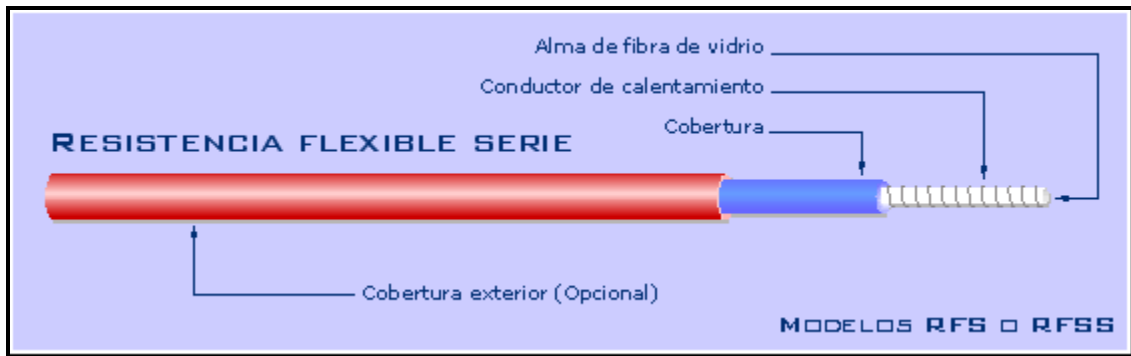 Alma de fibra de vidrio
Conductor de calentamiento
Cobertura
RESISTENCIA FLEXIBLE SERIE
Cobertura exterior (Opcional)
MODELOS RFS O RFSS